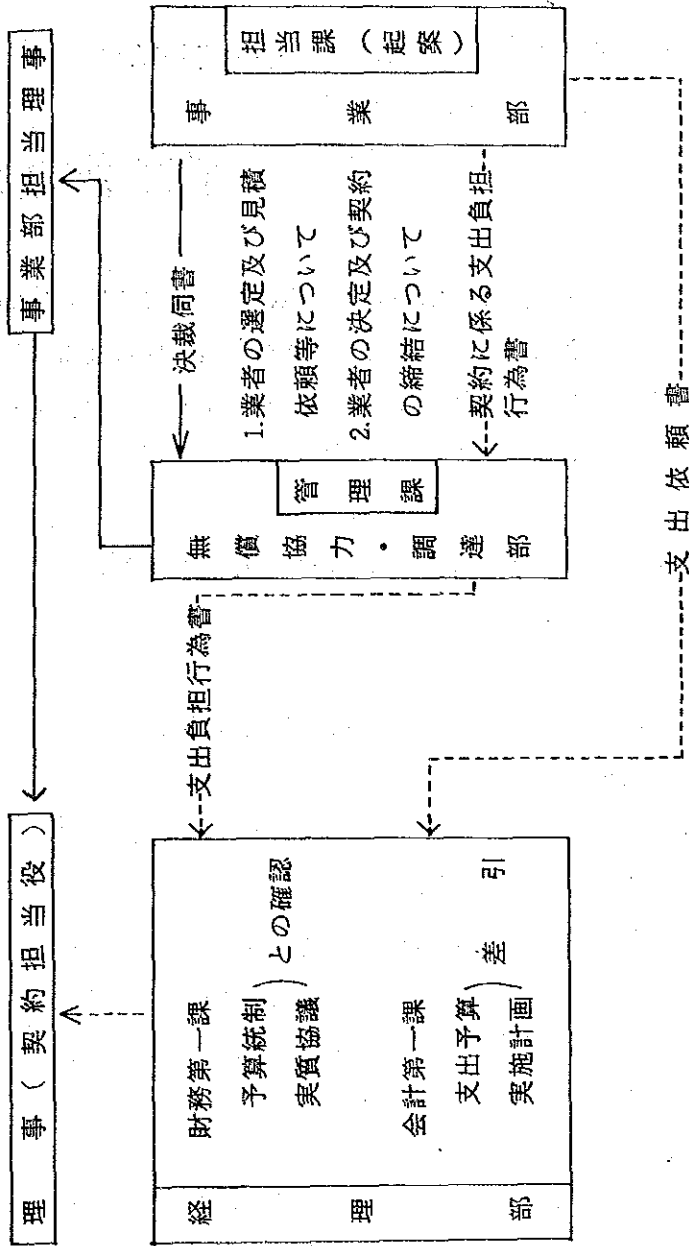 理事（契約担当役）
事業部担当理事
経理部
財務第一課
予算統制
実質協議
）との確認
会計第一課
支出予算
実施計画
）差引
支出負担行為書
無償協力・調達部
管理課
決裁伺書
1.業者の選定及び見積
依頼等について
2.業者の決定及び契約
の締結について
契約に係る支出負担
行為書
事業部
担当課（起案）
支出依頼書